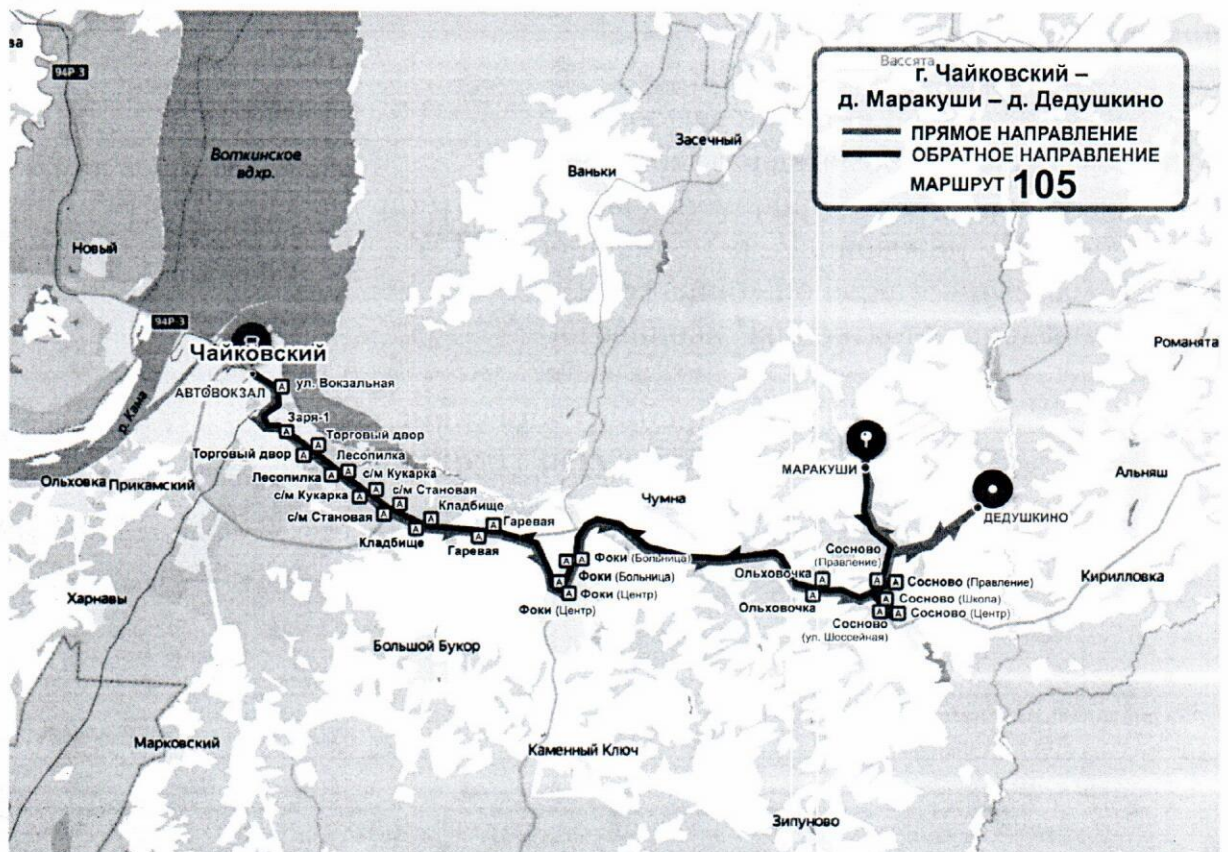 ва
94Р-3
Вассята
г. Чайковский –
д. Маракуши – д. Дедушкино
ПРЯМОЕ НАПРАВЛЕНИЕ
ОБРАТНОЕ НАПРАВЛЕНИЕ
МАРШРУТ 105
Засечный
Воткинское
вдхр.
Ваньки
Новый
94Р-3
Романята
Чайковский
АВТОВОКЗАЛ
ул. Вокзальная
р. Кама
Заря-1
Торговый двор
Торговый двор
Лесопилка
МАРАКУШИ
Альняш
Лесопилка
с/м Кукарка
Ольховка
Прикамский
с/м Кукарка
с/м Становая
Чумна
Кладбище
с/м Становая
ДЕДУШКИНО
Гаревая
Кладбище
Гаревая
Сосново
(Правление)
Фоки (Больница)
Ольховочка
Фоки (Больница)
Сосново (Правление)
Кирилловка
Фоки (Центр)
Ольховочка
Сосново (Школа)
Харнавы
Фоки (Центр)
Сосново (Центр)
Сосново
(ул. Шоссейная)
Большой Букор
Марковский
Каменный Ключ
Зипуново